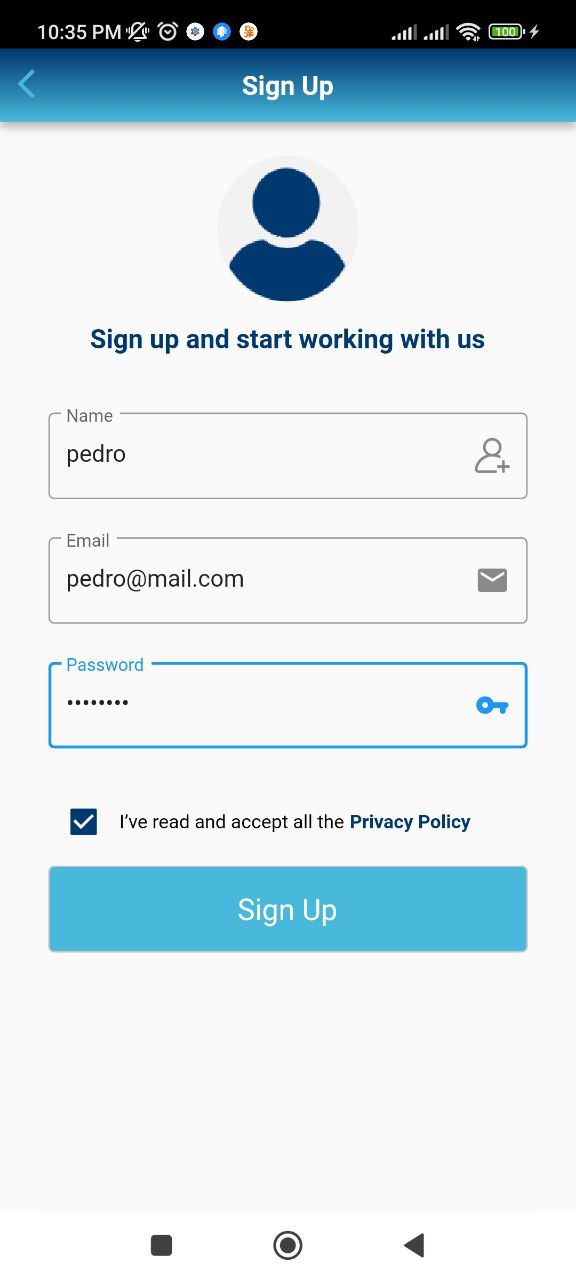 10:35 PM 100
Sign Up
Sign up and start working with us
Name
pedro
Email
pedro@mail.com
Password
••••••••
I've read and accept all the Privacy Policy
Sign Up